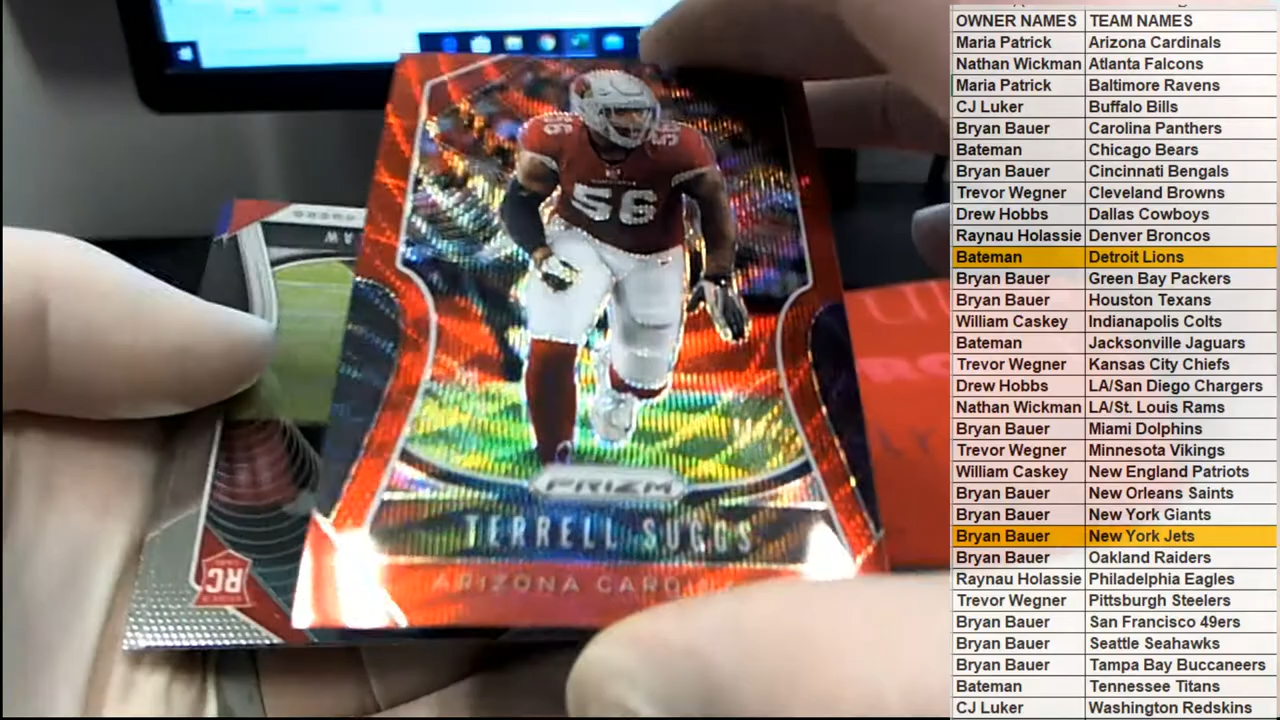 56
56
56
PRIZM
TERRELL SUGGS
ARIZONA
RC
OWNER NAMES TEAM NAMES
Maria Patrick Arizona Cardinals
Nathan Wickman Atlanta Falcons
Maria Patrick Baltimore Ravens
CJ Luker Buffalo Bills
Bryan Bauer Carolina Panthers
Bateman Chicago Bears
Bryan Bauer Cincinnati Bengals
Trevor Wegner Cleveland Browns
Drew Hobbs Dallas Cowboys
Raynau Holassie Denver Broncos
Bateman Detroit Lions
Bryan Bauer Green Bay Packers
Bryan Bauer Houston Texans
William Caskey Indianapolis Colts
Bateman Jacksonville Jaguars
Trevor Wegner Kansas City Chiefs
Drew Hobbs LA/San Diego Chargers
Nathan Wickman LA/St. Louis Rams
Bryan Bauer Miami Dolphins
Trevor Wegner Minnesota Vikings
William Caskey New England Patriots
Bryan Bauer New Orleans Saints
Bryan Bauer New York Giants
Bryan Bauer New York Jets
Bryan Bauer Oakland Raiders
Raynau Holassie Philadelphia Eagles
Trevor Wegner Pittsburgh Steelers
Bryan Bauer San Francisco 49ers
Bryan Bauer Seattle Seahawks
Bryan Bauer Tampa Bay Buccaneers
Bateman Tennessee Titans
CJ Luker Washington Redskins